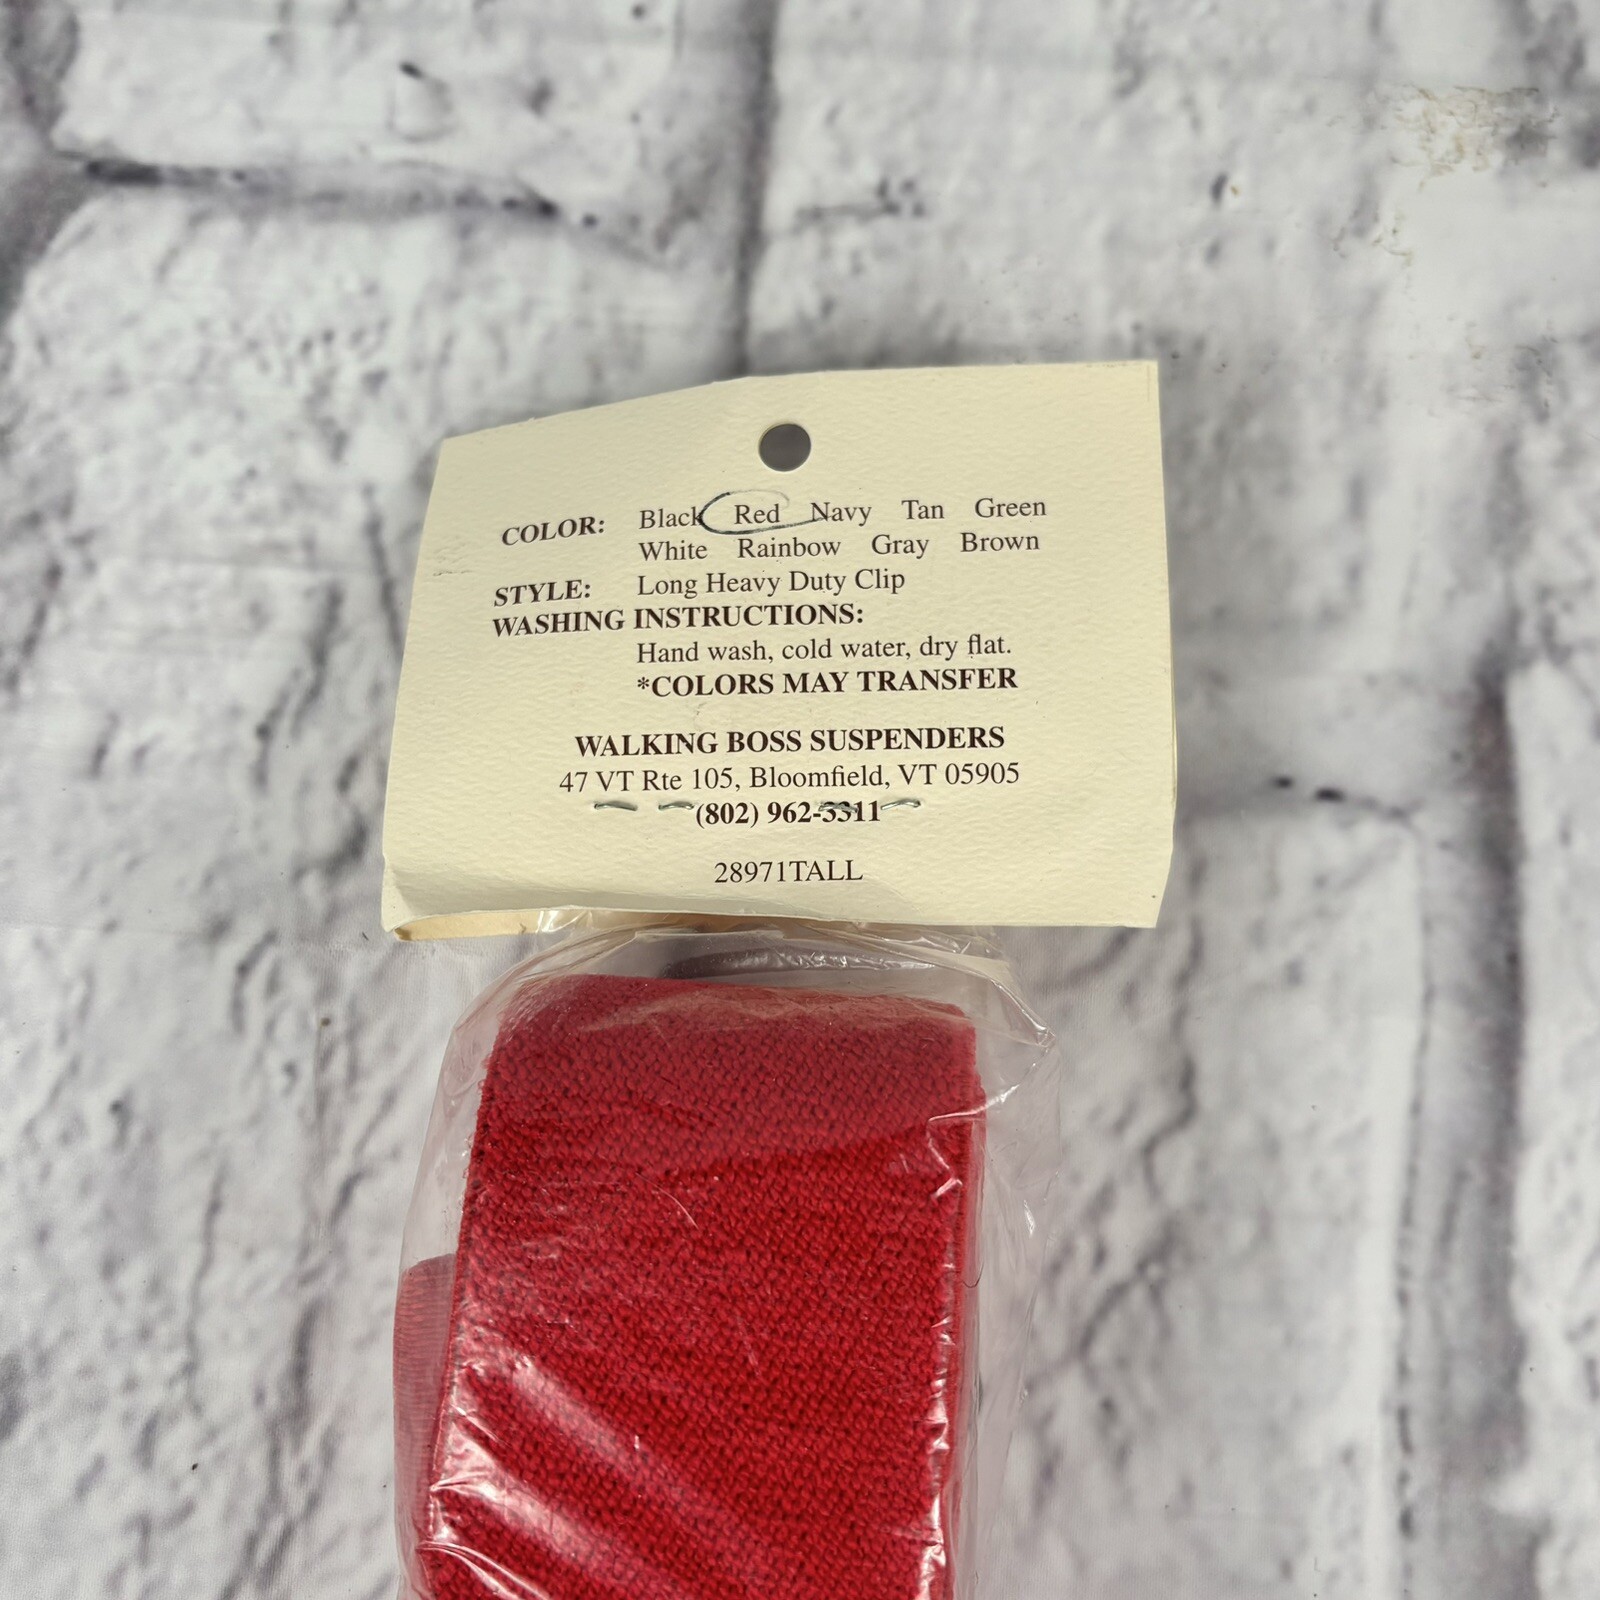 COLOR: Black Red Navy Tan Green
White Rainbow Gray Brown
STYLE: Long Heavy Duty Clip
WASHING INSTRUCTIONS:
Hand wash, cold water, dry flat.
*COLORS MAY TRANSFER
WALKING BOSS SUSPENDERS
47 VT Rte 105, Bloomfield, VT 05905
(802) 962-3311
28971TALL